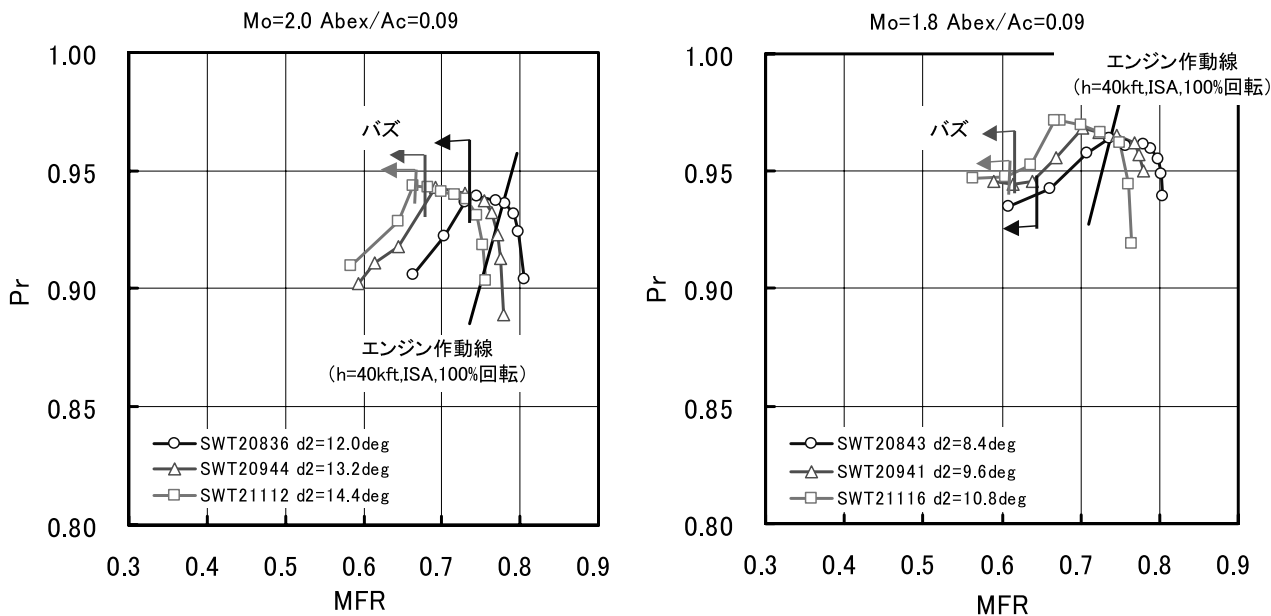 Mo=2.0 Abex/Ac=0.09
1.00
0.95
0.90
0.85
0.80
Pr
バズ
エンジン作動線
(h=40kft,ISA,100%回転)
SWT20836 d2=12.0deg
SWT20944 d2=13.2deg
SWT21112 d2=14.4deg
0.3 0.4 0.5 0.6 0.7 0.8 0.9
MFR
Mo=1.8 Abex/Ac=0.09
1.00
0.95
0.90
0.85
0.80
Pr
エンジン作動線
(h=40kft,ISA,100%回転)
バズ
SWT20843 d2=8.4deg
SWT20941 d2=9.6deg
SWT21116 d2=10.8deg
0.3 0.4 0.5 0.6 0.7 0.8 0.9
MFR